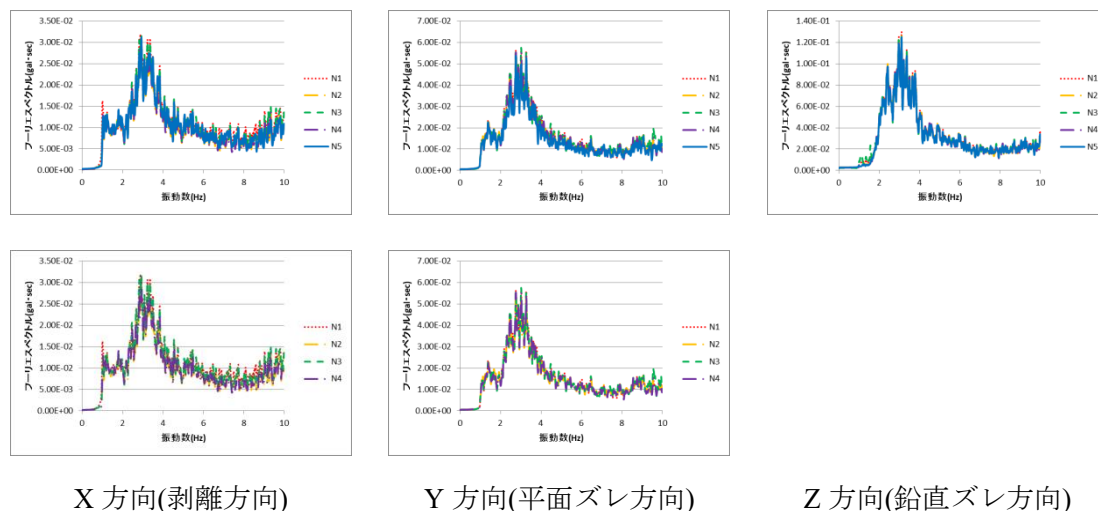 3.50E-02
3.00E-02
2.50E-02
2.00E-02
1.50E-02
1.00E-02
5.00E-03
0.00E+00
フーリエスペクトル(gal・sec)
0 2 4 6 8 10
振動数(Hz)
N1
N2
N3
N4
N5
7.00E-02
6.00E-02
5.00E-02
4.00E-02
3.00E-02
2.00E-02
1.00E-02
0.00E+00
フーリエスペクトル(gal・sec)
0 2 4 6 8 10
振動数(Hz)
N1
N2
N3
N4
N5
1.40E-01
1.20E-01
1.00E-01
8.00E-02
6.00E-02
4.00E-02
2.00E-02
0.00E+00
フーリエスペクトル(gal・sec)
0 2 4 6 8 10
振動数(Hz)
N1
N2
N3
N4
N5
3.50E-02
3.00E-02
2.50E-02
2.00E-02
1.50E-02
1.00E-02
5.00E-03
0.00E+00
フーリエスペクトル(gal・sec)
0 2 4 6 8 10
振動数(Hz)
N1
N2
N3
N4
7.00E-02
6.00E-02
5.00E-02
4.00E-02
3.00E-02
2.00E-02
1.00E-02
0.00E+00
フーリエスペクトル(gal・sec)
0 2 4 6 8 10
振動数(Hz)
N1
N2
N3
N4
X 方向(剥離方向)
Y 方向(平面ズレ方向)
Z 方向(鉛直ズレ方向)